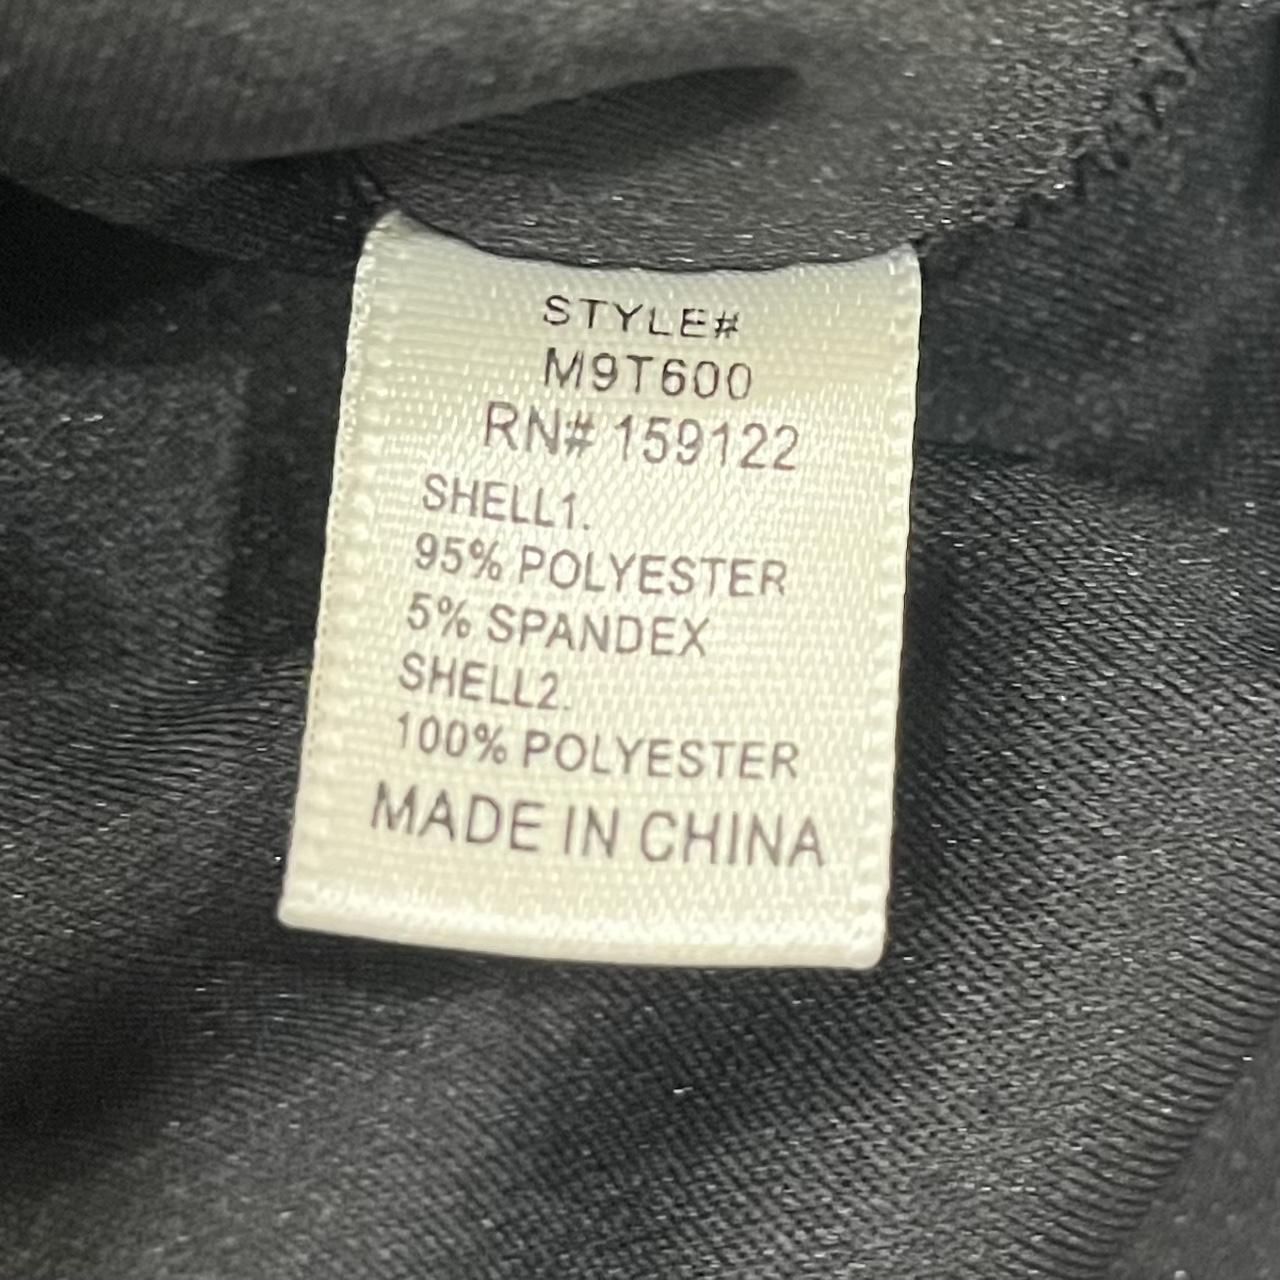 STYLE#
M9T600
RN# 159122
SHELL1.
95% POLYESTER
5% SPANDEX
SHELL2.
100% POLYESTER
MADE IN CHINA